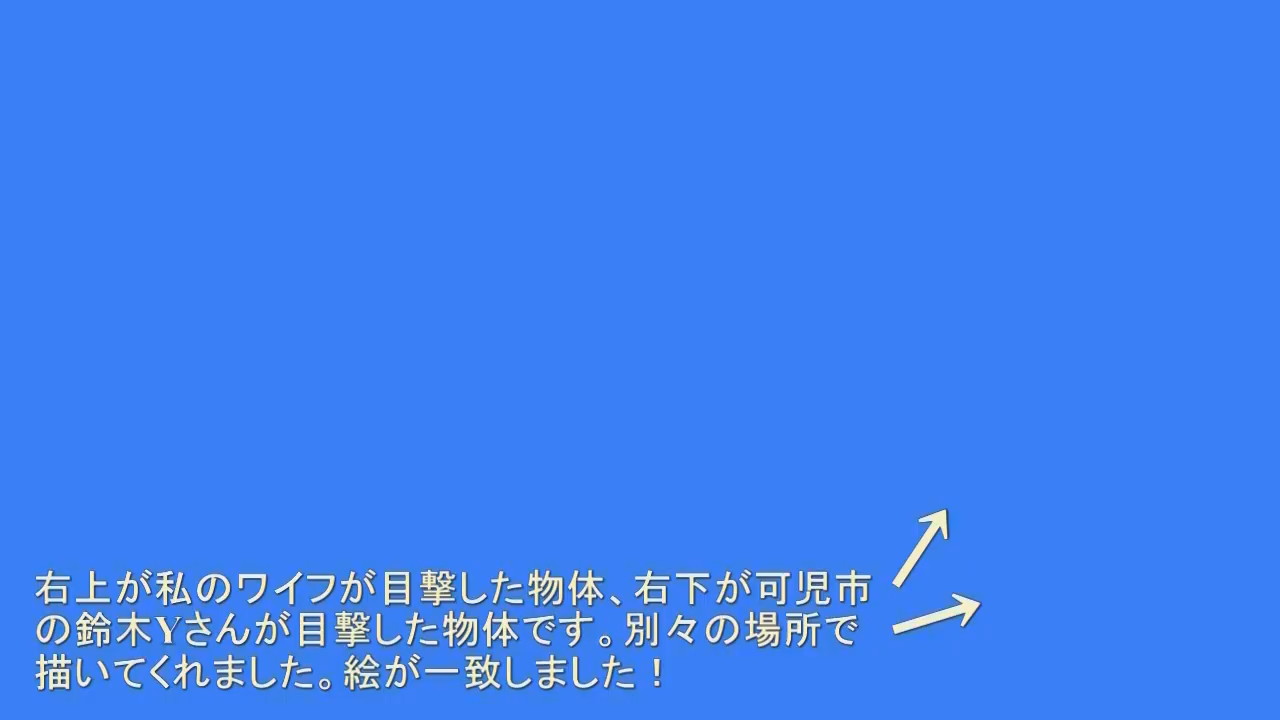 右上が私のワイフが目撃した物体、右下が可児市
の鈴木Yさんが目撃した物体です。別々の場所で
描いてくれました。絵が一致しました！